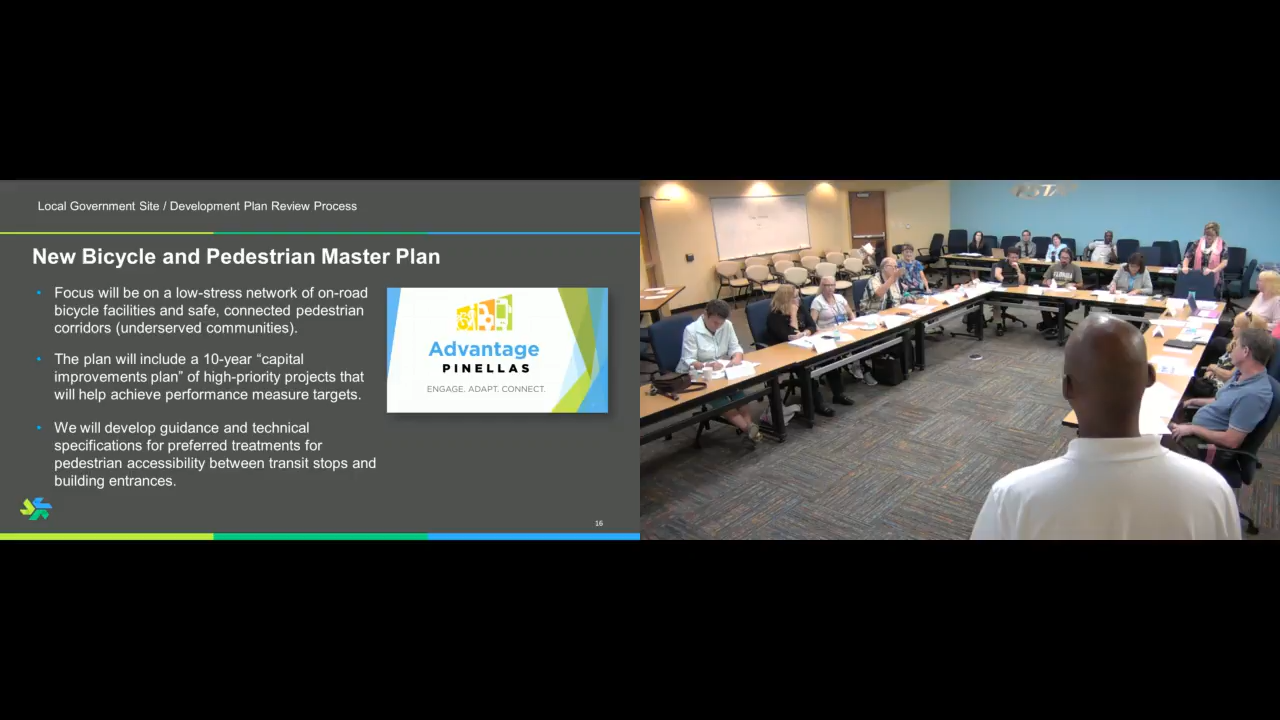 Local Government Site / Development Plan Review Process
New Bicycle and Pedestrian Master Plan
• Focus will be on a low-stress network of on-road
bicycle facilities and safe, connected pedestrian
corridors (underserved communities).
• The plan will include a 10-year “capital
improvements plan” of high-priority projects that
will help achieve performance measure targets.
• We will develop guidance and technical
specifications for preferred treatments for
pedestrian accessibility between transit stops and
building entrances.
Advantage
PINELLAS
ENGAGE. ADAPT. CONNECT.
16
FLORIDA